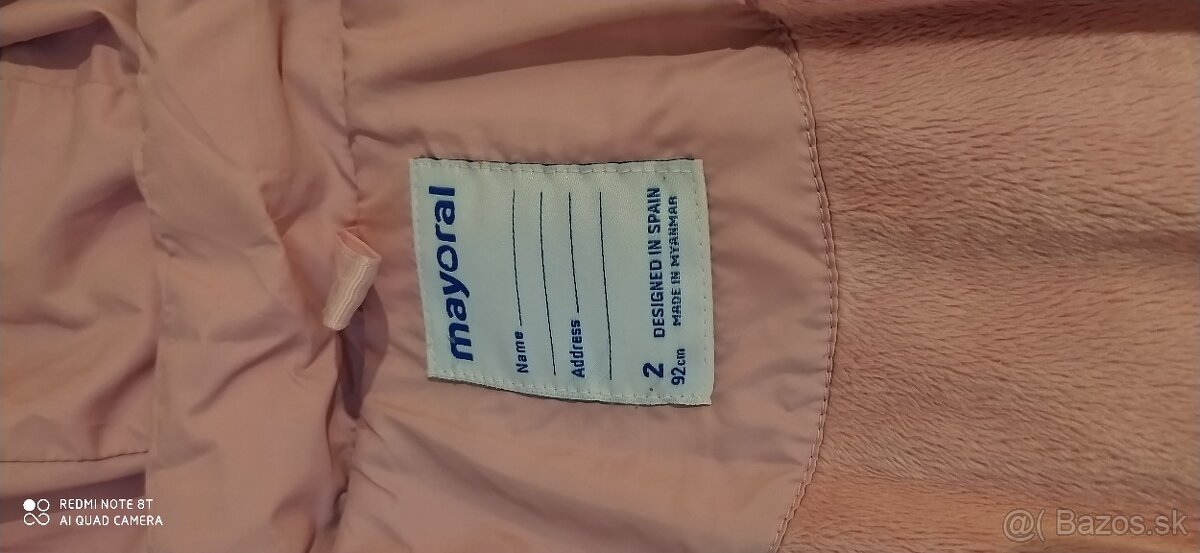 mayoral
Name
Address
2 DESIGNED IN SPAIN
92cm MADE IN MYANMAR
REDMI NOTE 8T
AI QUAD CAMERA
@( Bazos.sk